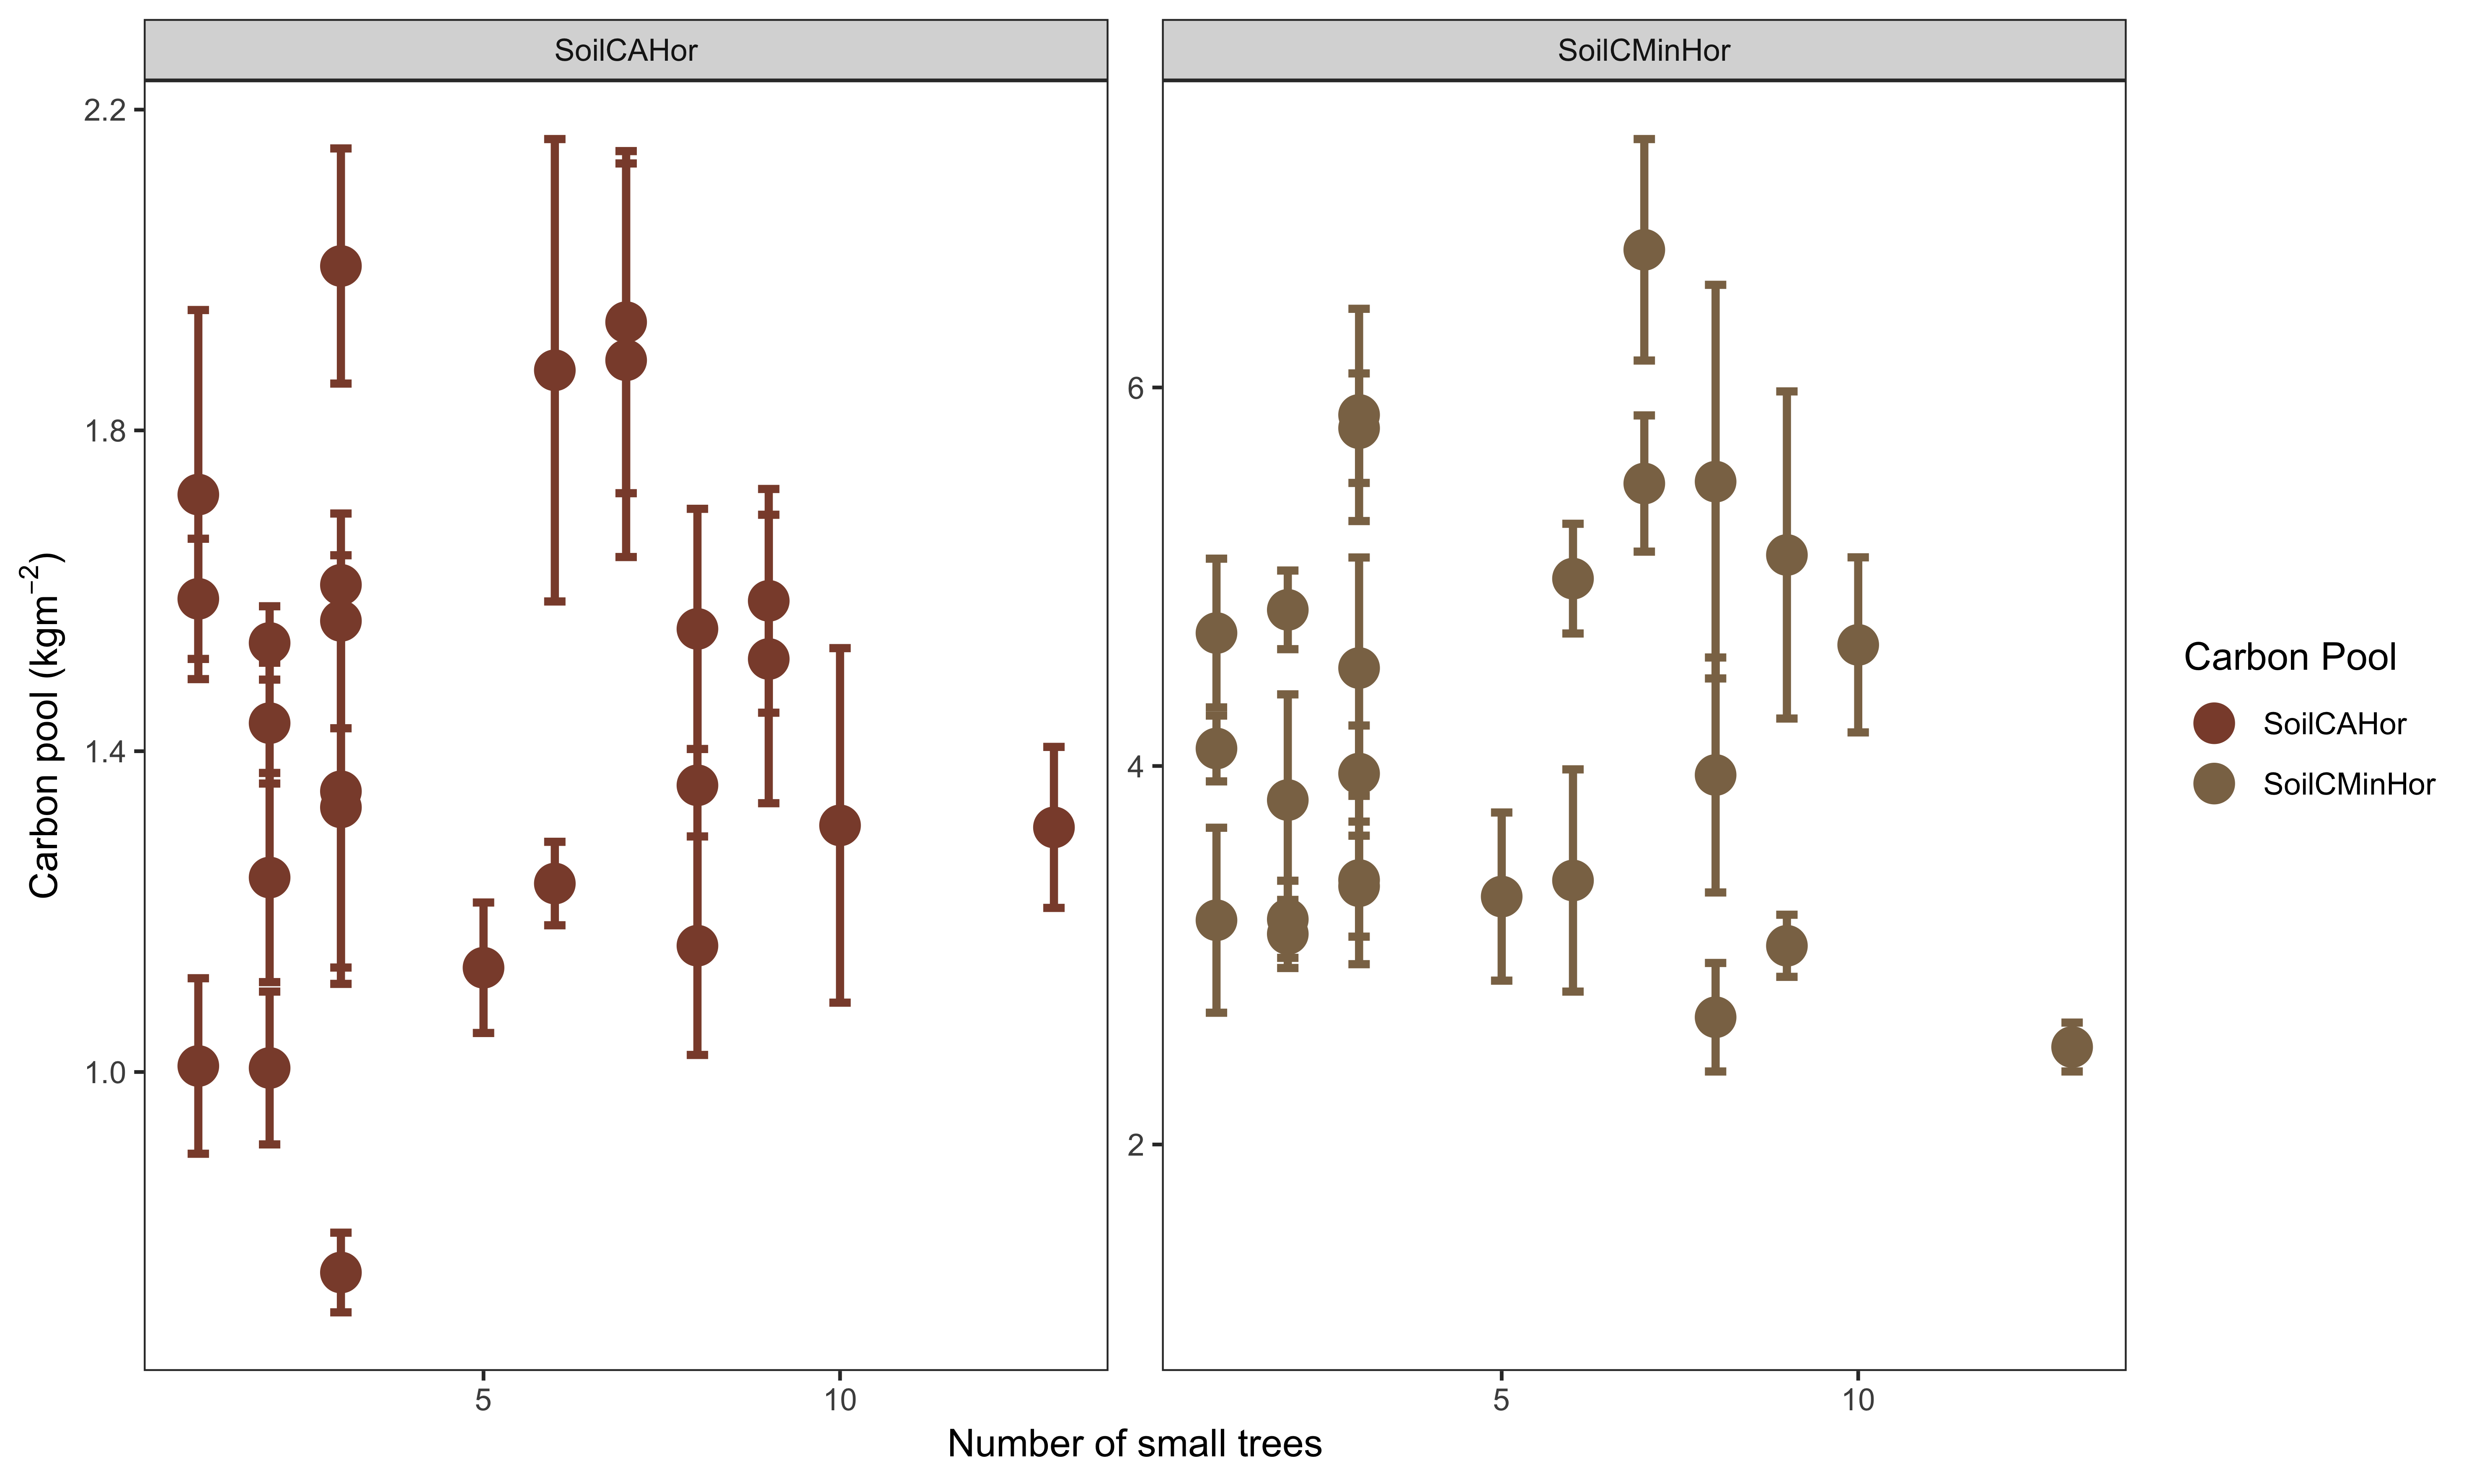 SoilCAHor
SoilCMinHor
2.2
1.8
1.4
1.0
6
4
2
5
10
5
10
Carbon pool (kgm⁻²)
Number of small trees
Carbon Pool
SoilCAHor
SoilCMinHor